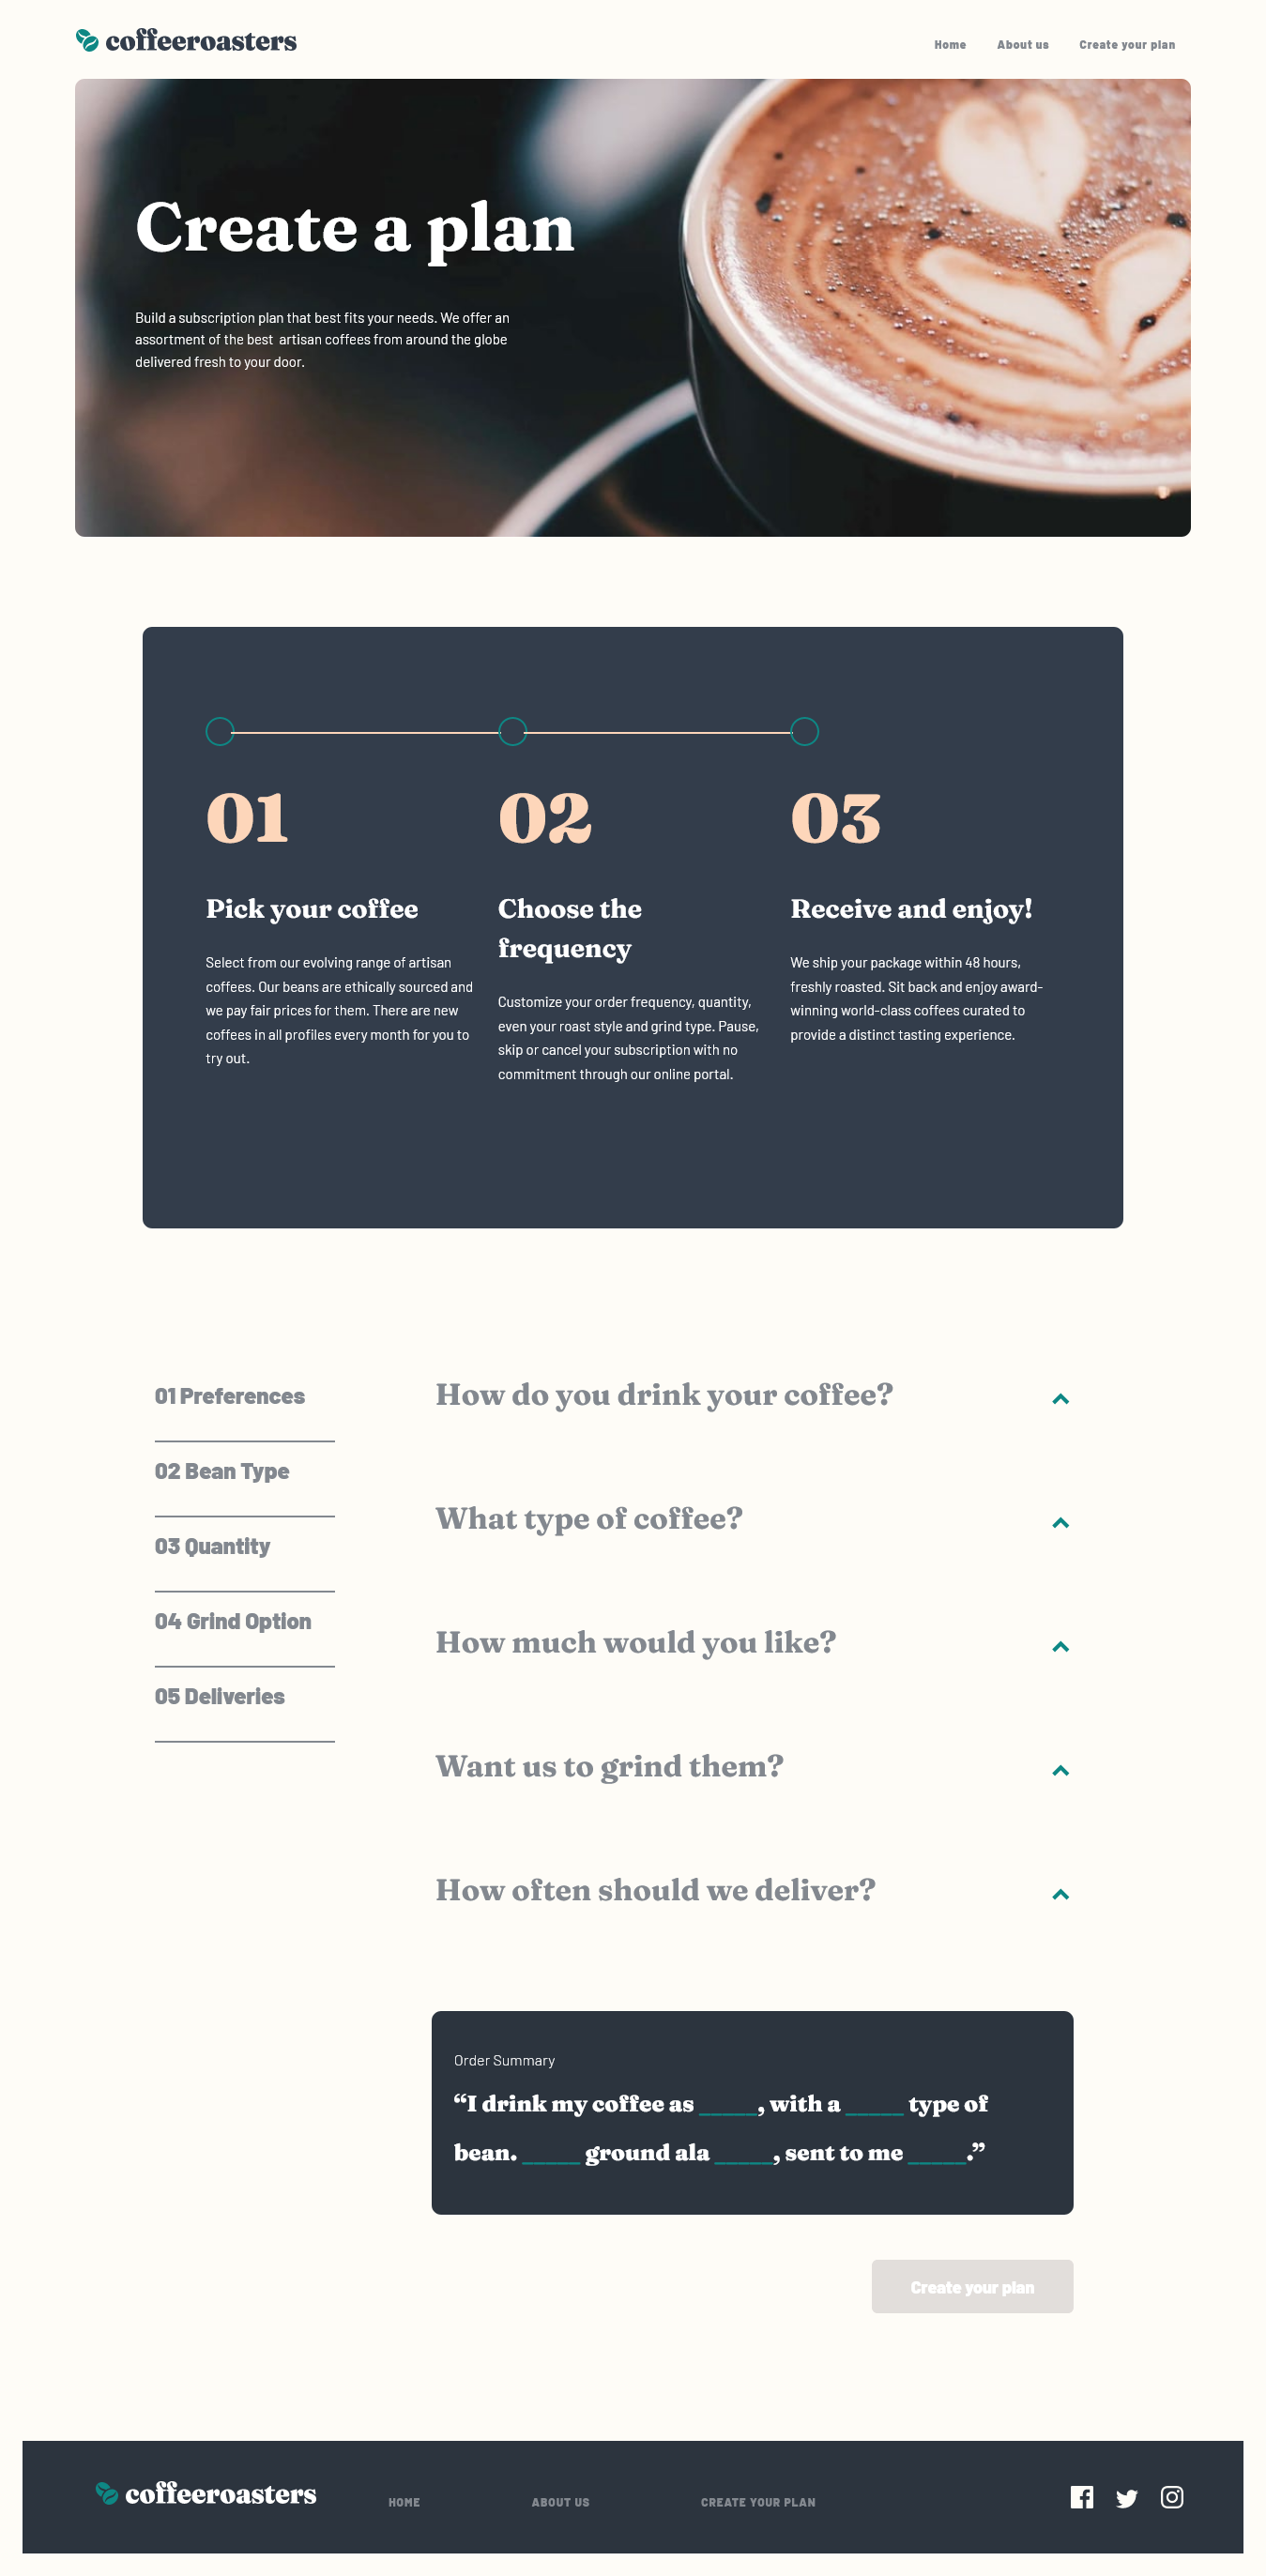 coffeeroasters
Home About us Create your plan
Create a plan
Build a subscription plan that best fits your needs. We offer an
assortment of the best artisan coffees from around the globe
delivered fresh to your door.
01
Pick your coffee
Select from our evolving range of artisan
coffees. Our beans are ethically sourced and
we pay fair prices for them. There are new
coffees in all profiles every month for you to
try out.
02
Choose the
frequency
Customize your order frequency, quantity,
even your roast style and grind type. Pause,
skip or cancel your subscription with no
commitment through our online portal.
03
Receive and enjoy!
We ship your package within 48 hours,
freshly roasted. Sit back and enjoy award-
winning world-class coffees curated to
provide a distinct tasting experience.
01 Preferences
02 Bean Type
03 Quantity
04 Grind Option
05 Deliveries
How do you drink your coffee?
What type of coffee?
How much would you like?
Want us to grind them?
How often should we deliver?
Order Summary
“I drink my coffee as _____, with a _____ type of
bean. _____ ground ala _____, sent to me _____.”
Create your plan
coffeeroasters
HOME ABOUT US CREATE YOUR PLAN